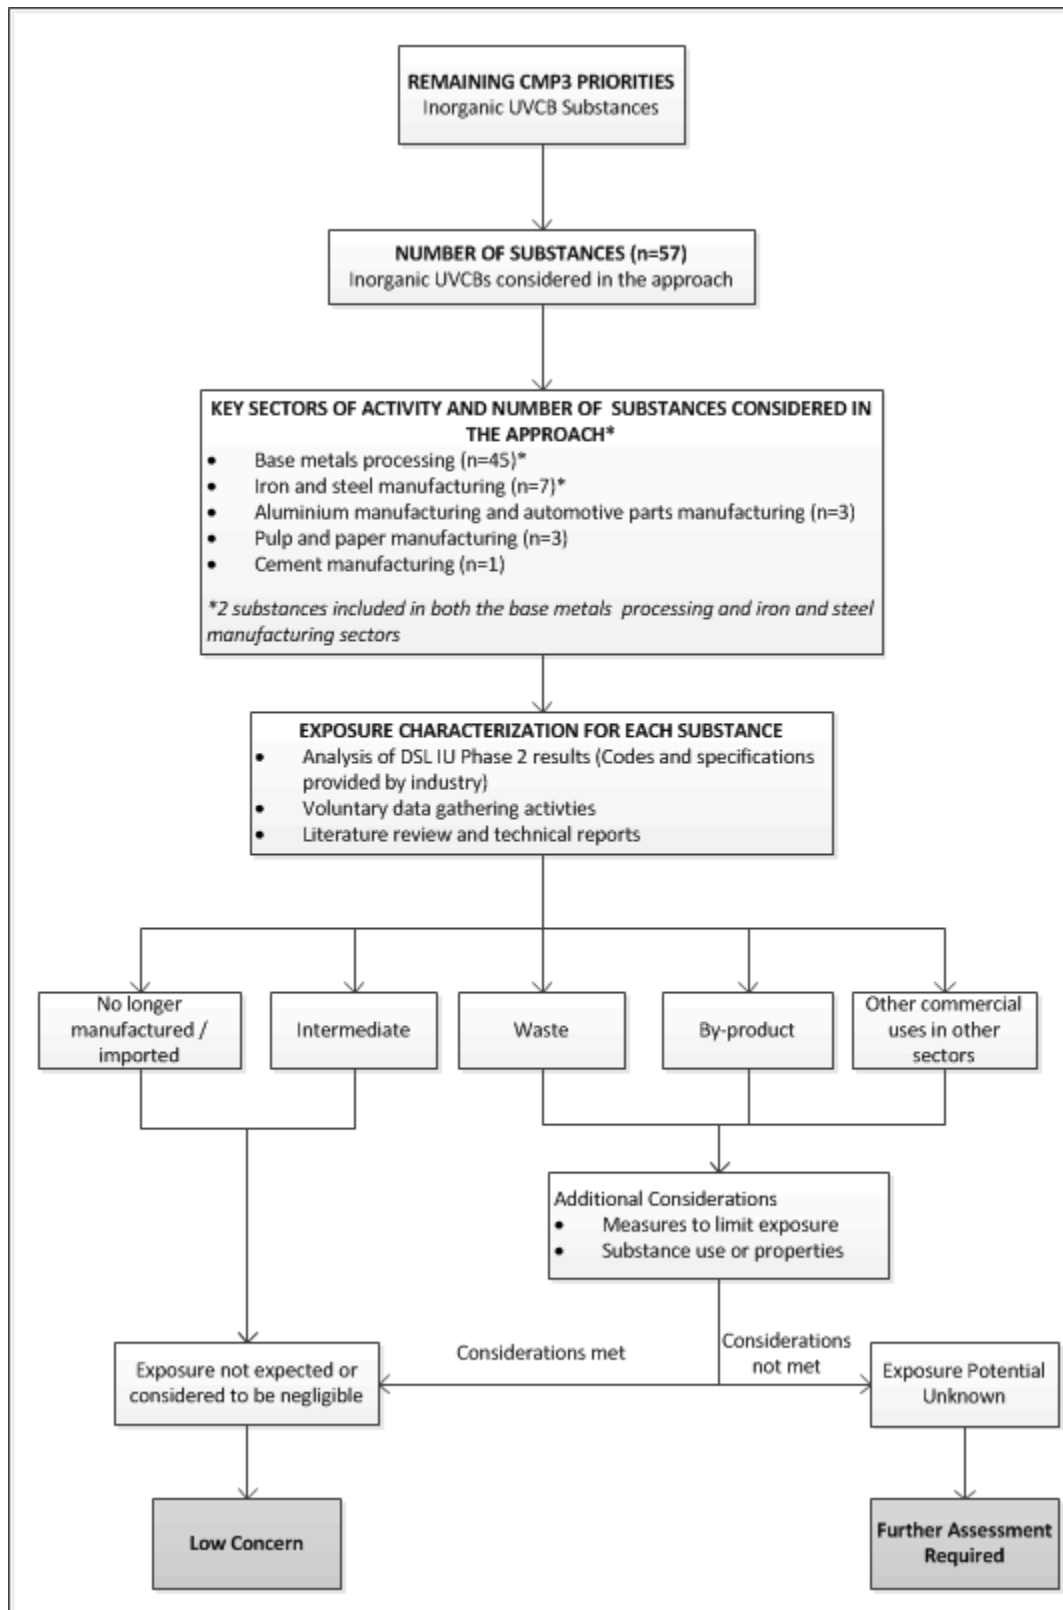 REMAINING CMP3 PRIORITIES
Inorganic UVCB Substances
NUMBER OF SUBSTANCES (n=57)
Inorganic UVCBs considered in the approach
KEY SECTORS OF ACTIVITY AND NUMBER OF SUBSTANCES CONSIDERED IN
THE APPROACH*
• Base metals processing (n=45)*
• Iron and steel manufacturing (n=7)*
• Aluminium manufacturing and automotive parts manufacturing (n=3)
• Pulp and paper manufacturing (n=3)
• Cement manufacturing (n=1)
*2 substances included in both the base metals processing and iron and steel
manufacturing sectors
EXPOSURE CHARACTERIZATION FOR EACH SUBSTANCE
• Analysis of DSL IU Phase 2 results (Codes and specifications
provided by industry)
• Voluntary data gathering activties
• Literature review and technical reports
No longer
manufactured /
imported
Intermediate
Waste
By-product
Other commercial
uses in other
sectors
Additional Considerations
• Measures to limit exposure
• Substance use or properties
Considerations met
Considerations
not met
Exposure not expected or
considered to be negligible
Exposure Potential
Unknown
Low Concern
Further Assessment
Required